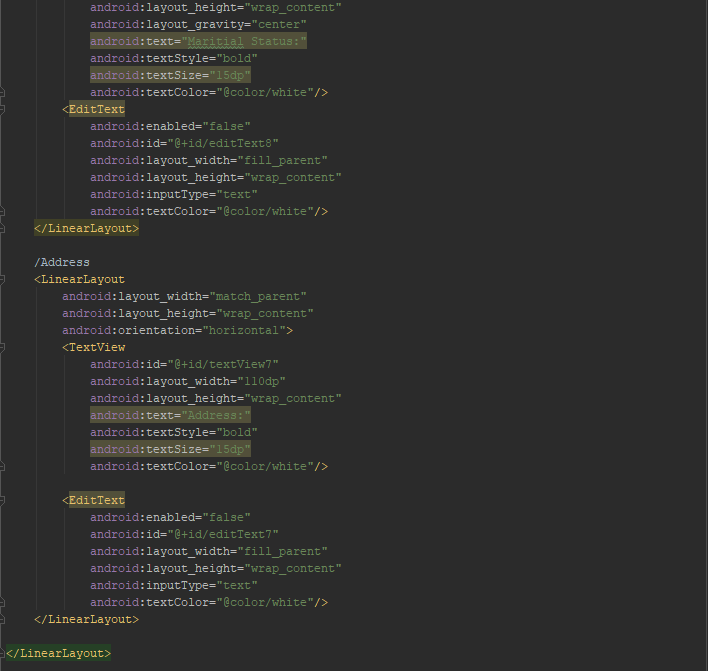 android:layout_height="wrap_content"
android:layout_gravity="center"
android:text="Maritial Status:"
android:textStyle="bold"
android:textSize="15dp"
android:textColor="@color/white"/>
<EditText
android:enabled="false"
android:id="@+id/editText8"
android:layout_width="fill_parent"
android:layout_height="wrap_content"
android:inputType="text"
android:textColor="@color/white"/>
</LinearLayout>
/Address
<LinearLayout
android:layout_width="match_parent"
android:layout_height="wrap_content"
android:orientation="horizontal">
<TextView
android:id="@+id/textView7"
android:layout_width="110dp"
android:layout_height="wrap_content"
android:text="Address:"
android:textStyle="bold"
android:textSize="15dp"
android:textColor="@color/white"/>
<EditText
android:enabled="false"
android:id="@+id/editText7"
android:layout_width="fill_parent"
android:layout_height="wrap_content"
android:inputType="text"
android:textColor="@color/white"/>
</LinearLayout>
</LinearLayout>